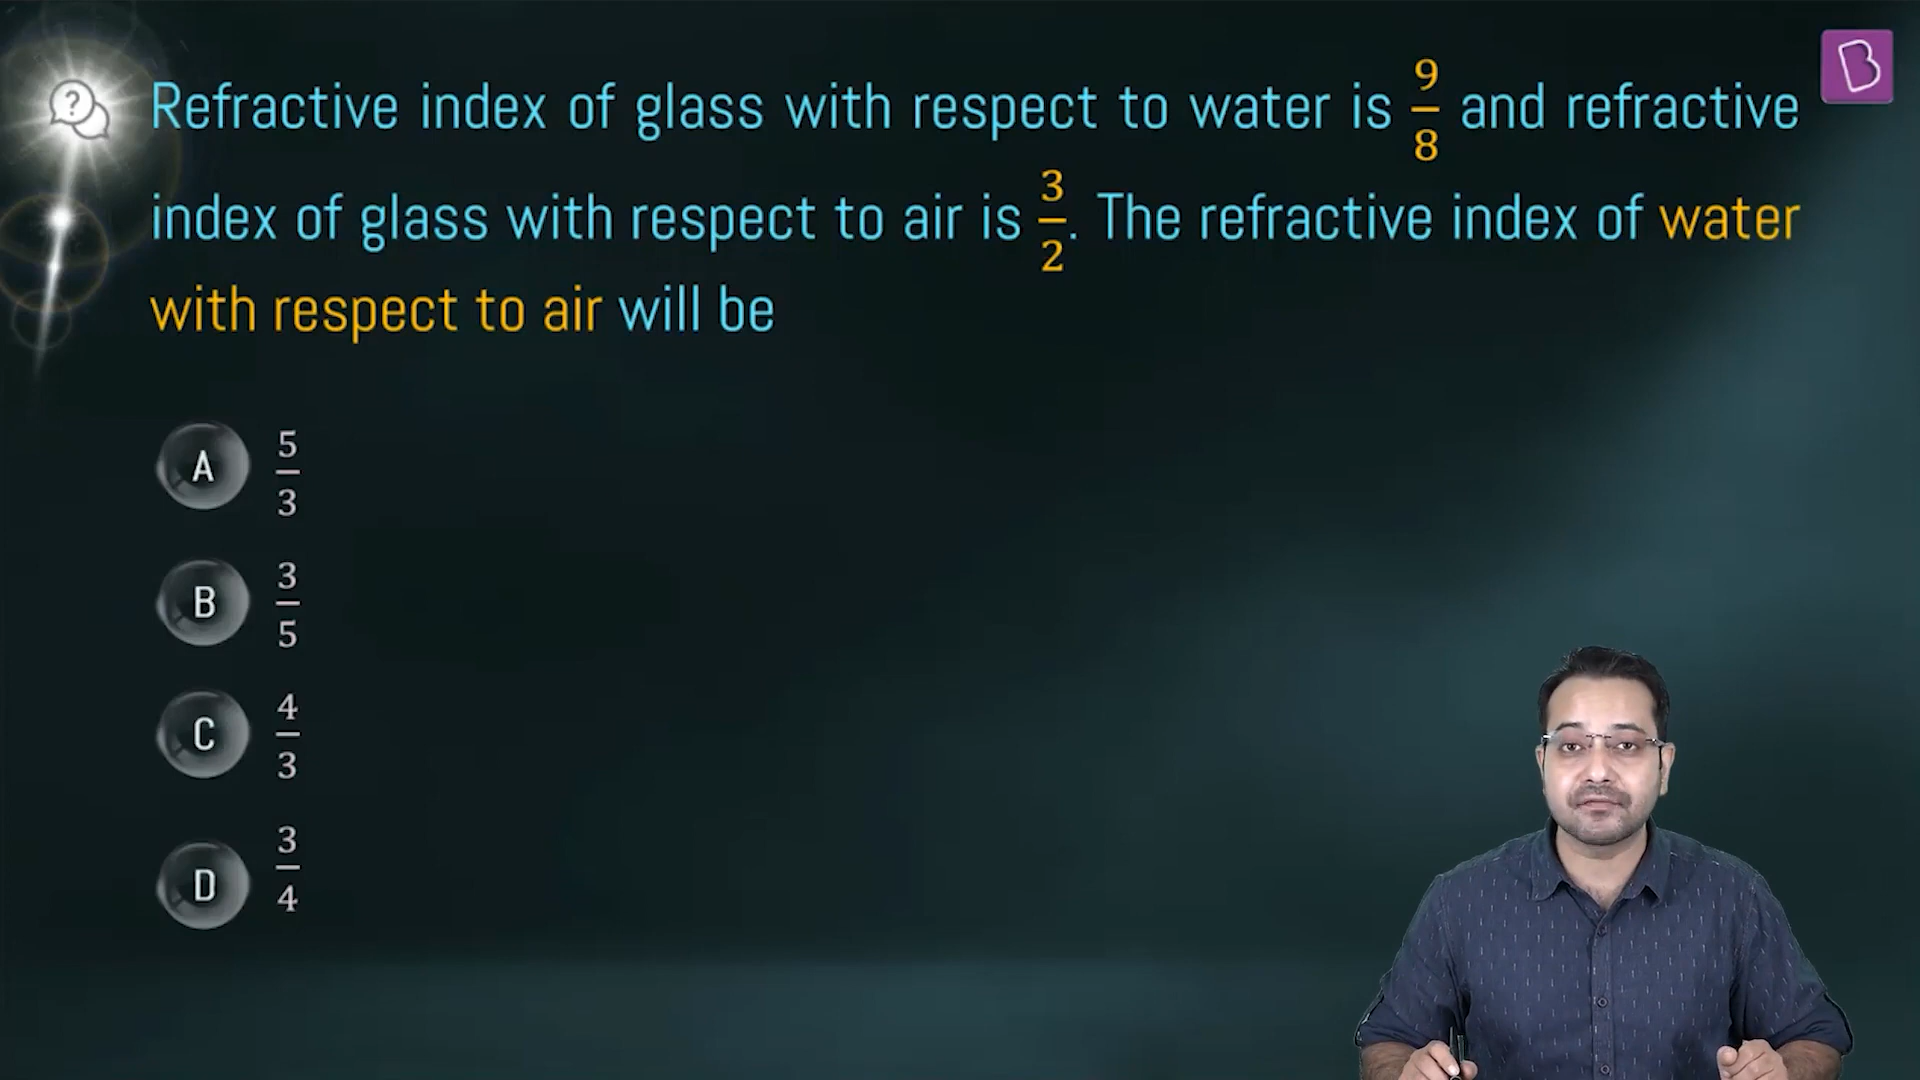 Refractive index of glass with respect to water is 9/8 and refractive
index of glass with respect to air is 3/2. The refractive index of water
with respect to air will be
A 5/3
B 3/5
C 4/3
D 3/4